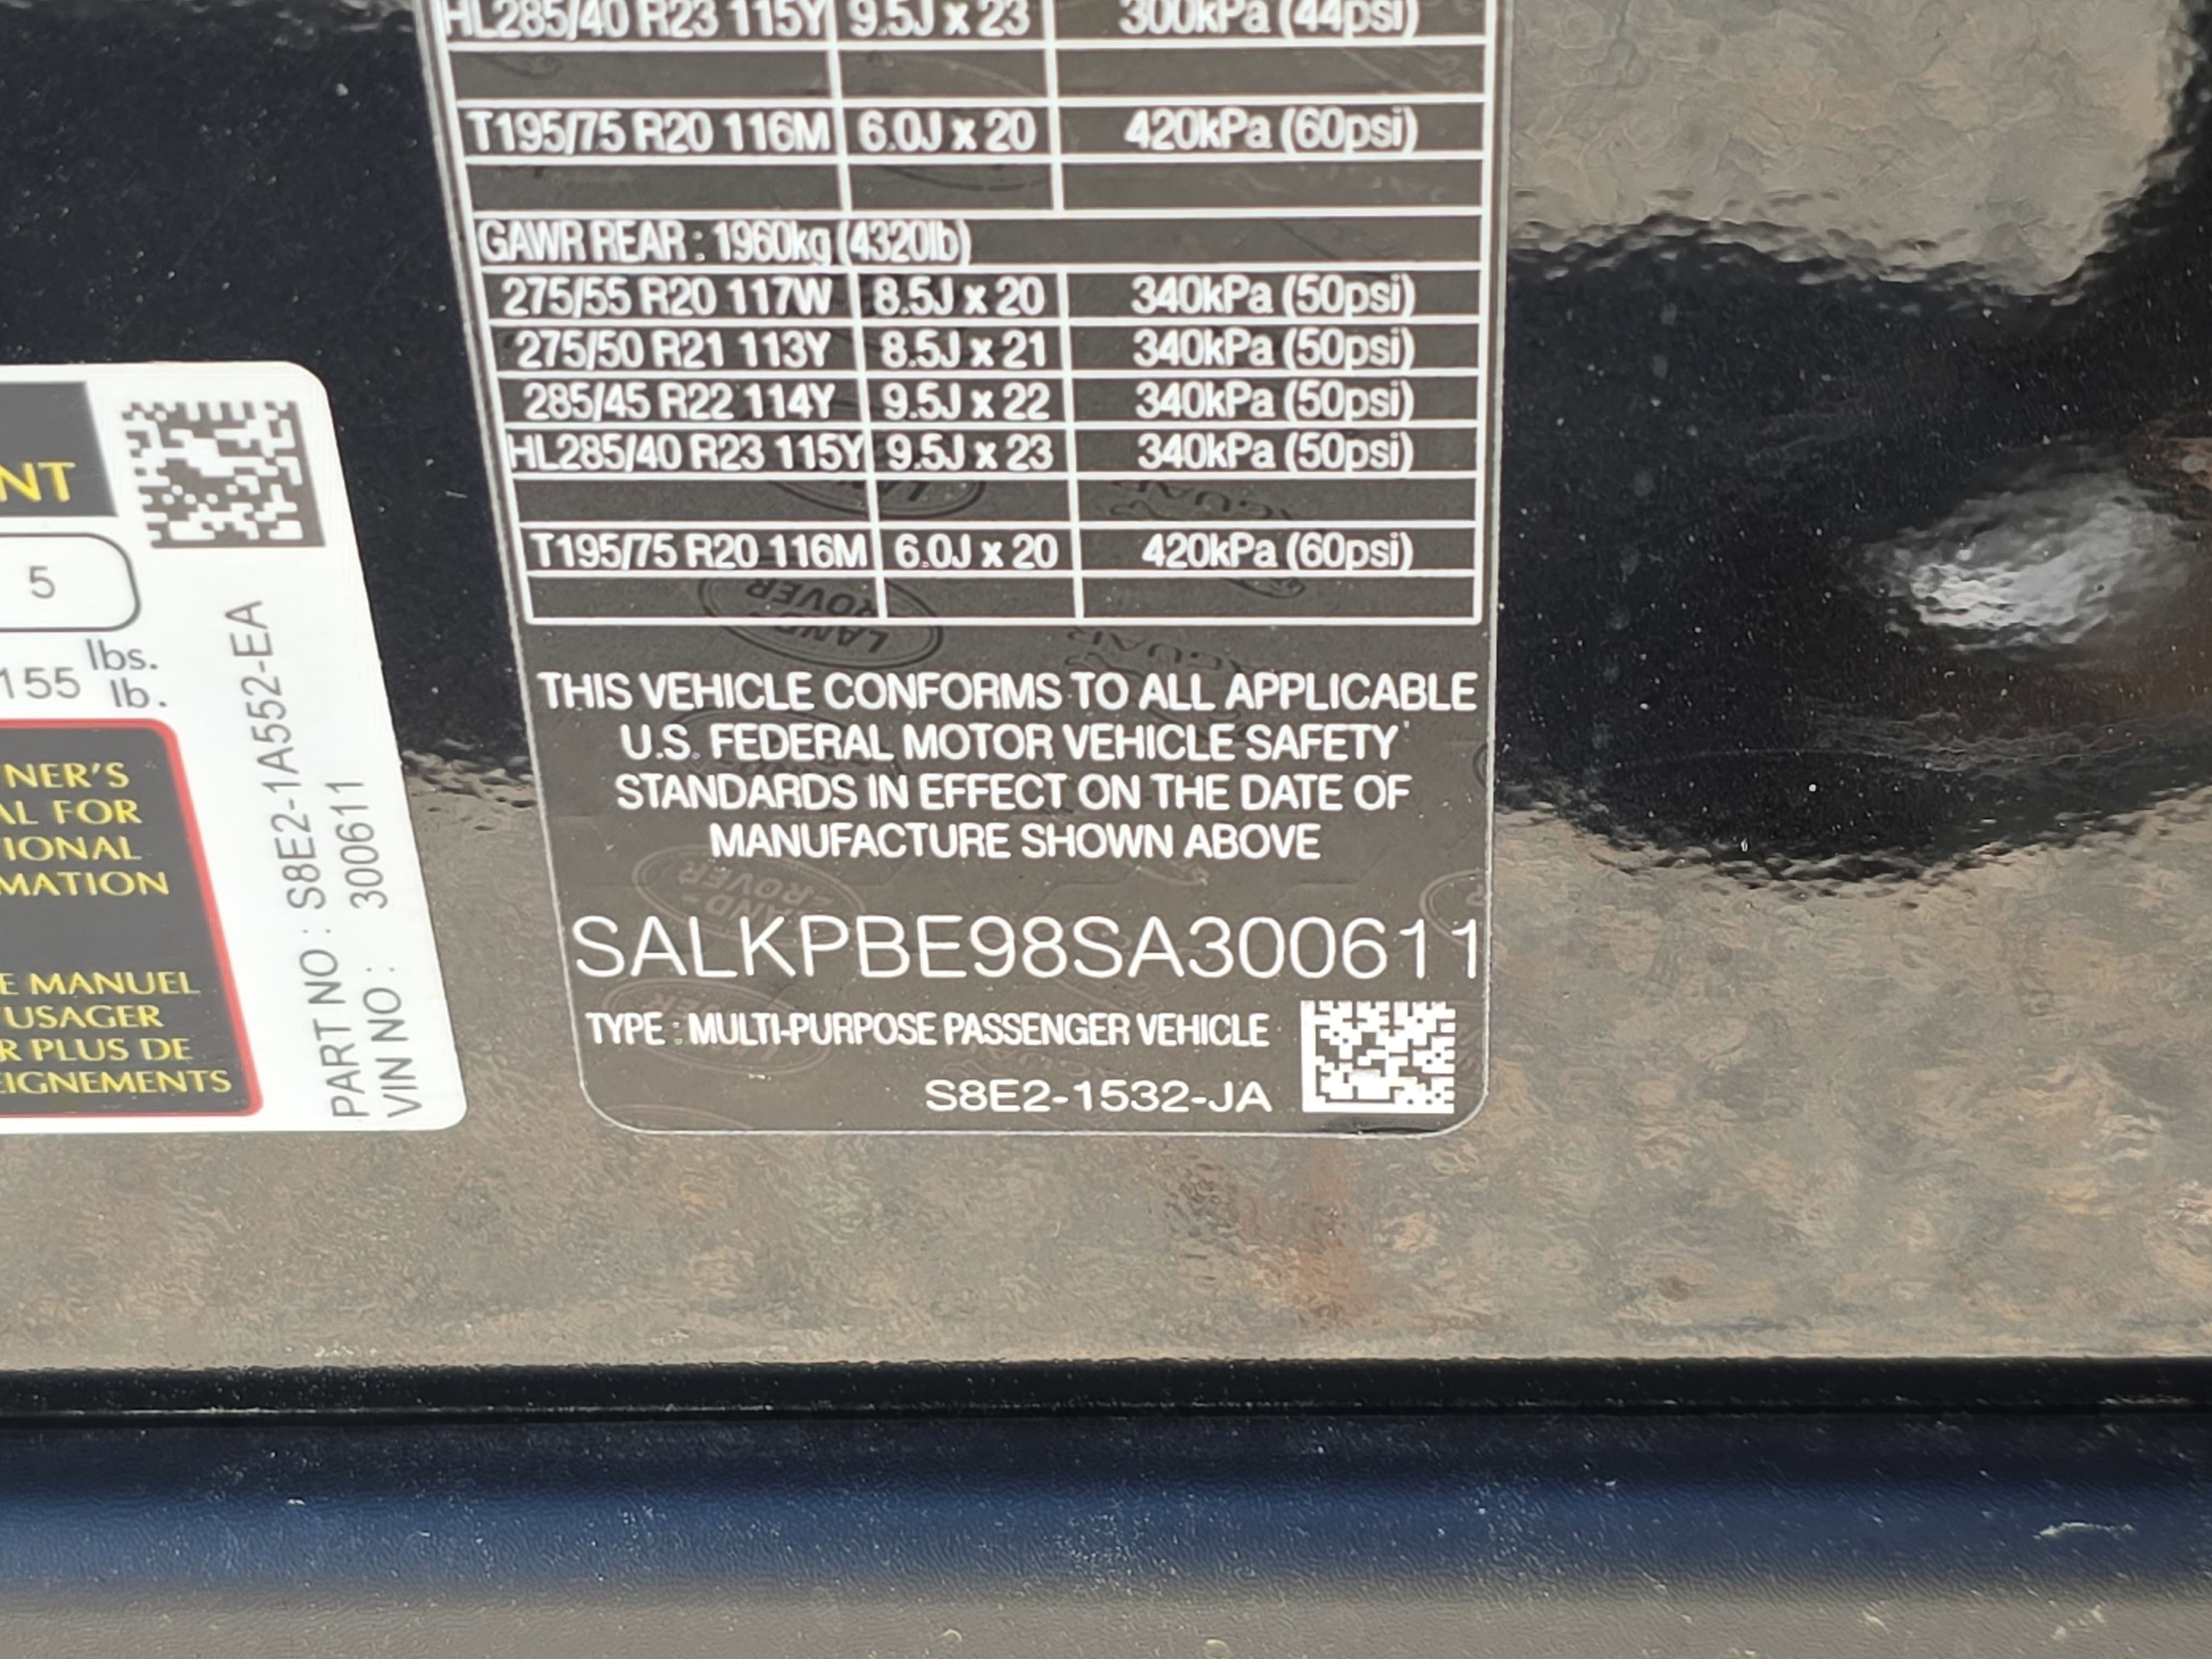 HL285/40 R23 115Y 9.5J x 23 300kPa (44psi)
T195/75 R20 116M 6.0J x 20 420kPa (60psi)
GAWR REAR : 1960kg (4320lb)
275/55 R20 117W 8.5J x 20 340kPa (50psi)
275/50 R21 113Y 8.5J x 21 340kPa (50psi)
285/45 R22 114Y 9.5J x 22 340kPa (50psi)
HL285/40 R23 115Y 9.5J x 23 340kPa (50psi)
T195/75 R20 116M 6.0J x 20 420kPa (60psi)
THIS VEHICLE CONFORMS TO ALL APPLICABLE
U.S. FEDERAL MOTOR VEHICLE SAFETY
STANDARDS IN EFFECT ON THE DATE OF
MANUFACTURE SHOWN ABOVE
SALKPBE98SA300611
TYPE : MULTI-PURPOSE PASSENGER VEHICLE
S8E2-1532-JA
NT
5
155 lbs.
lb.
NER'S
AL FOR
TIONAL
MATION
E MANUEL
'USAGER
R PLUS DE
EIGNEMENTS
PART NO : S8E2-1A552-EA
VIN NO : 300611
LAND ROVER
LAND ROVER